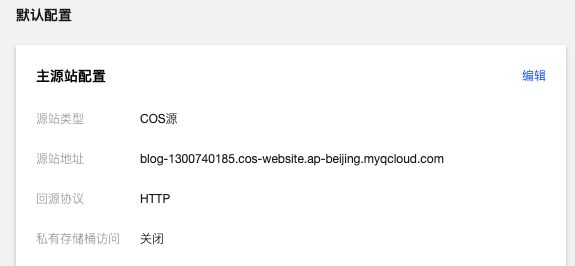 默认配置
主源站配置 编辑
源站类型 COS源
源站地址 blog-1300740185.cos-website.ap-beijing.myqcloud.com
回源协议 HTTP
私有存储桶访问 关闭